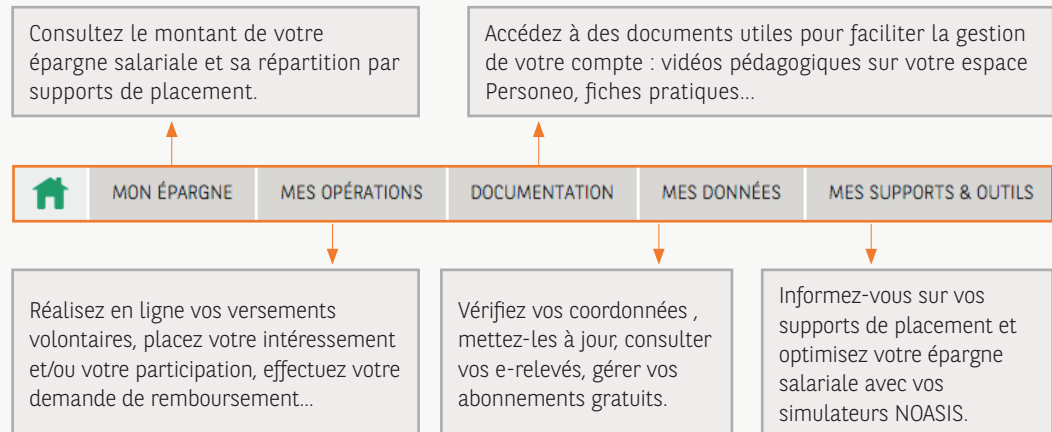 Consultez le montant de votre
épargne salariale et sa répartition par
supports de placement.
Accédez à des documents utiles pour faciliter la gestion
de votre compte : vidéos pédagogiques sur votre espace
Personeo, fiches pratiques...
MON ÉPARGNE
MES OPÉRATIONS
DOCUMENTATION
MES DONNÉES
MES SUPPORTS & OUTILS
Réalisez en ligne vos versements
volontaires, placez votre intéressement
et/ou votre participation, effectuez votre
demande de remboursement...
Vérifiez vos coordonnées ,
mettez-les à jour, consulter
vos e-relevés, gérer vos
abonnements gratuits.
Informez-vous sur vos
supports de placement et
optimisez votre épargne
salariale avec vos
simulateurs NOASIS.